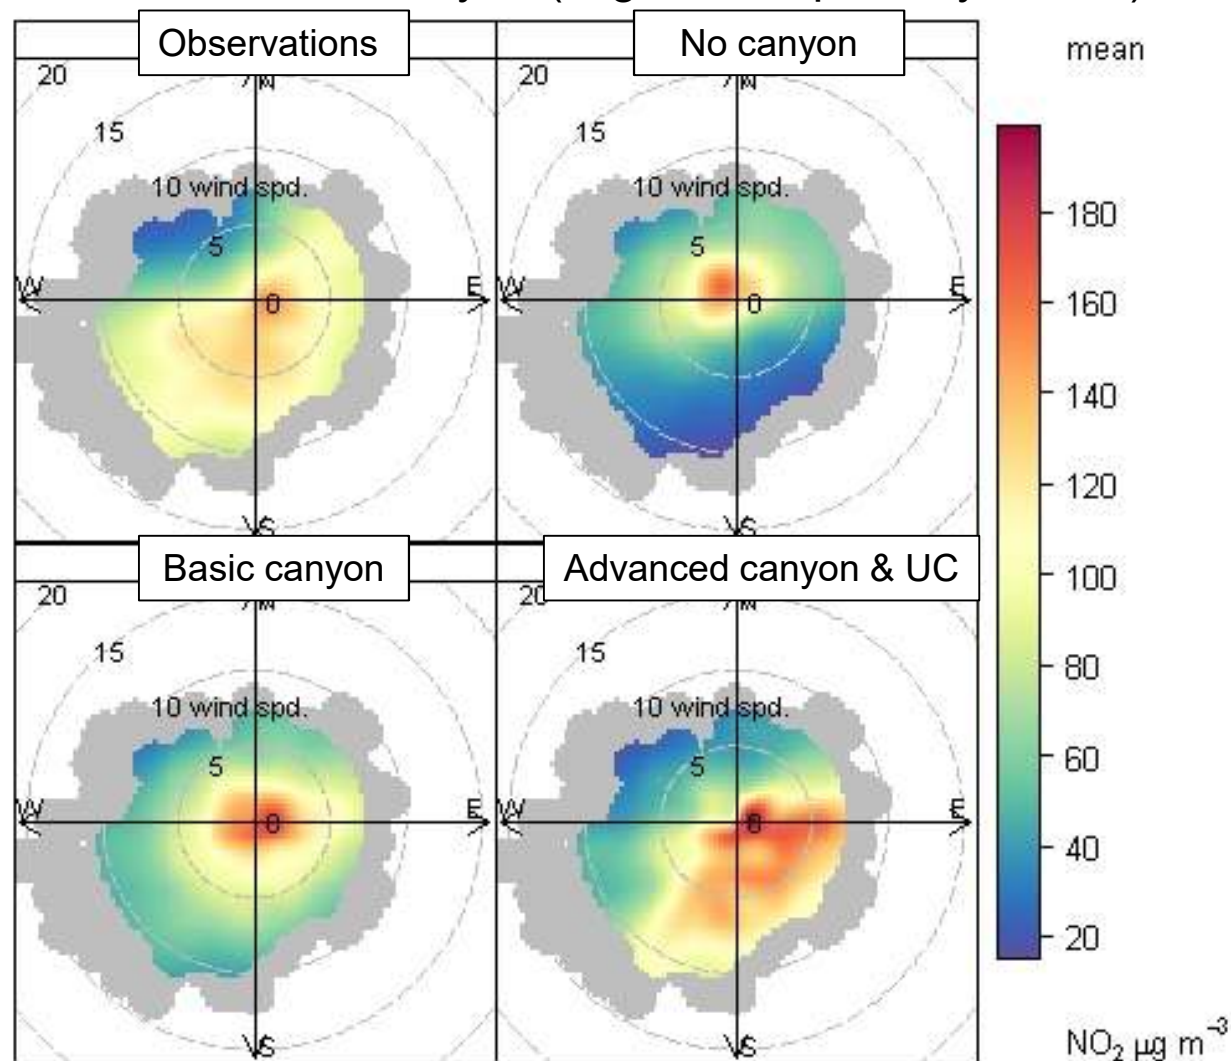 Observations
No canyon
mean
20
15
10 wind spd.
5
0
W
E
N
S
20
15
10 wind spd.
5
0
W
E
N
S
180
160
140
120
100
80
60
40
20
NO₂ µg m⁻³
Basic canyon
Advanced canyon & UC
20
15
10 wind spd.
5
0
W
E
N
S
20
15
10 wind spd.
5
0
W
E
N
S